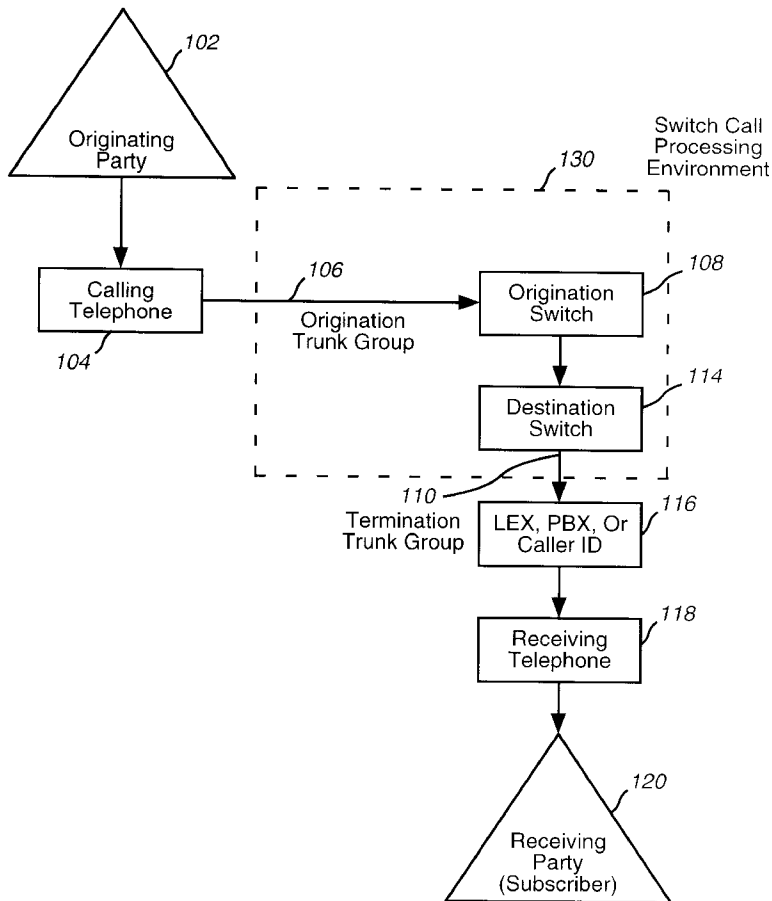 102
Originating
Party
Switch Call
Processing
Environment
130
106
108
Calling
Telephone
Origination
Switch
Origination
Trunk Group
104
114
Destination
Switch
110
116
Termination
Trunk Group
LEX, PBX, Or
Caller ID
118
Receiving
Telephone
120
Receiving
Party
(Subscriber)